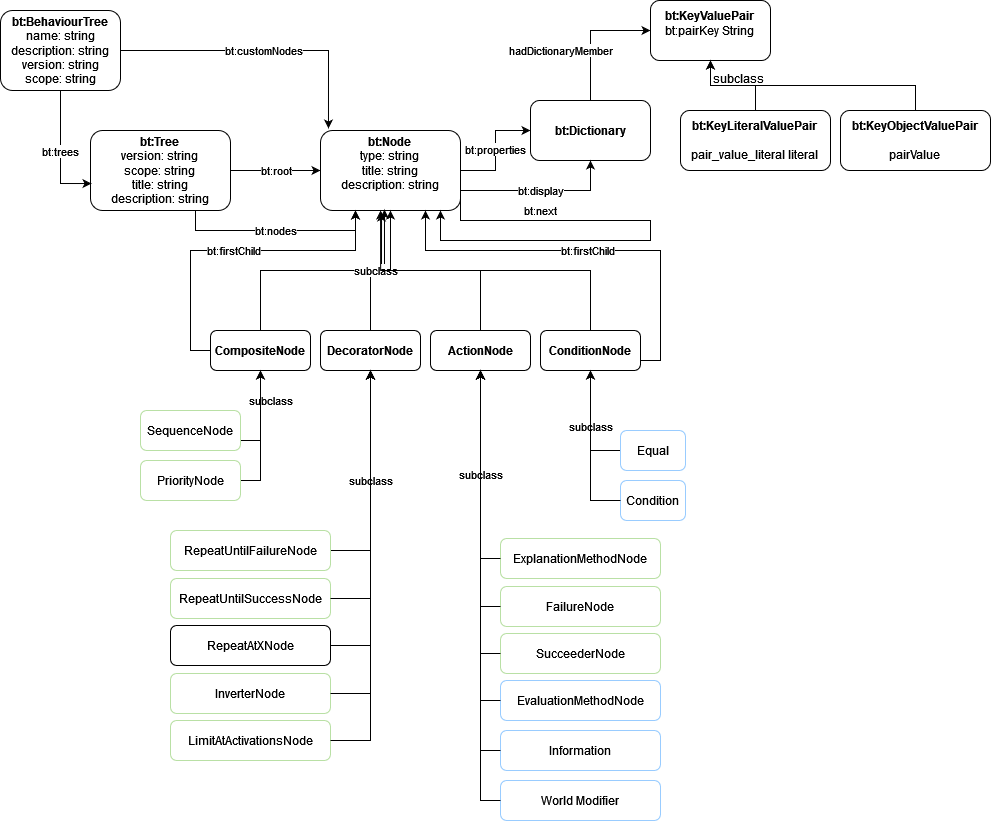 bt:BehaviourTree
name: string
description: string
version: string
scope: string
bt:KeyValuePair
bt:pairKey String
bt:customNodes
hadDictionaryMember
subclass
bt:trees
bt:Tree
version: string
scope: string
title: string
description: string
bt:root
bt:Node
type: string
title: string
description: string
bt:properties
bt:Dictionary
bt:KeyLiteralValuePair
pair_value_literal literal
bt:KeyObjectValuePair
pairValue
bt:display
bt:next
bt:nodes
bt:firstChild
bt:firstChild
subclass
CompositeNode
DecoratorNode
ActionNode
ConditionNode
subclass
subclass
subclass
subclass
SequenceNode
PriorityNode
Equal
Condition
RepeatUntilFailureNode
RepeatUntilSuccessNode
RepeatAtXNode
InverterNode
LimitAtActivationsNode
ExplanationMethodNode
FailureNode
SucceederNode
EvaluationMethodNode
Information
World Modifier